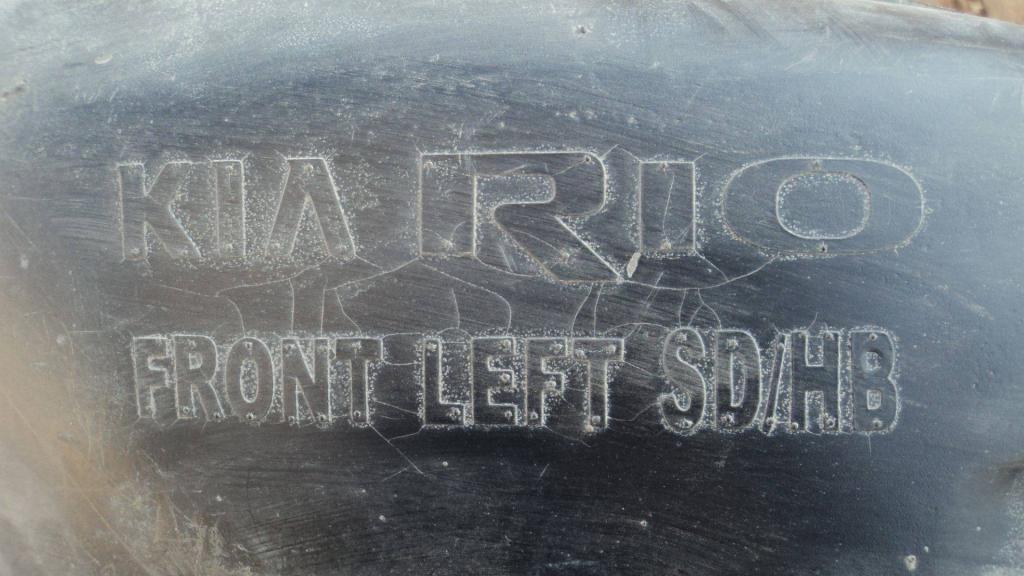 KIA RIO
FRONT LEFT SD/HB